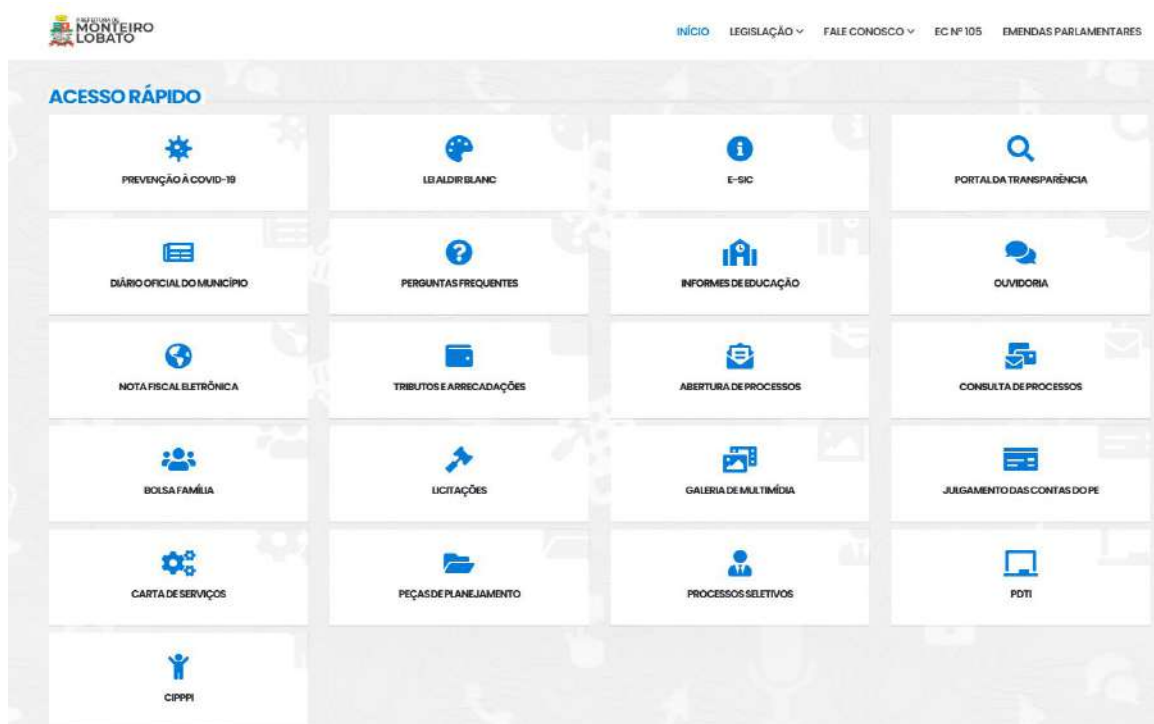 PREFEITURA DE
MONTEIRO
LOBATO
INÍCIO LEGISLAÇÃO FALE CONOSCO EC Nº 105 EMENDAS PARLAMENTARES
ACESSO RÁPIDO
PREVENÇÃO À COVID-19 LEI ALDIR BLANC E-SIC PORTAL DA TRANSPARÊNCIA
DIÁRIO OFICIAL DO MUNICÍPIO PERGUNTAS FREQUENTES INFORMES DE EDUCAÇÃO OUVIDORIA
NOTA FISCAL ELETRÔNICA TRIBUTOS E ARRECADAÇÕES ABERTURA DE PROCESSOS CONSULTA DE PROCESSOS
BOLSA FAMÍLIA LICITAÇÕES GALERIA DE MULTIMÍDIA JULGAMENTO DAS CONTAS DO PE
CARTA DE SERVIÇOS PEÇAS DE PLANEJAMENTO PROCESSOS SELETIVOS PDTI
CIPPPI